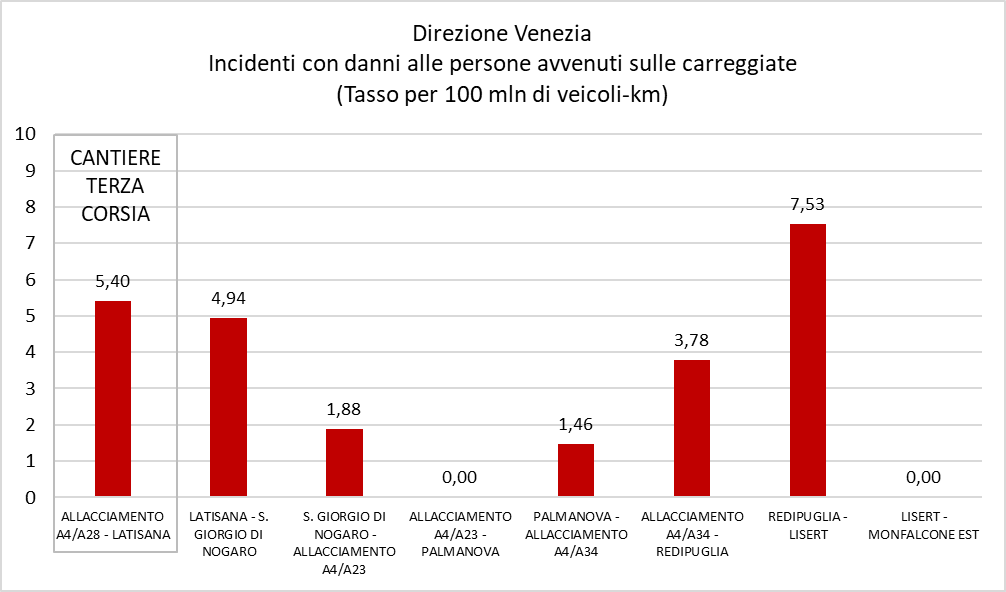 Direzione Venezia
Incidenti con danni alle persone avvenuti sulle carreggiate
(Tasso per 100 mln di veicoli-km)
10
9
8
7
6
5
4
3
2
1
0
CANTIERE
TERZA
CORSIA
5,40
4,94
1,88
0,00
1,46
3,78
7,53
0,00
ALLACCIAMENTO
A4/A28 - LATISANA
LATISANA - S.
GIORGIO DI
NOGARO
S. GIORGIO DI
NOGARO -
ALLACCIAMENTO
A4/A23
ALLACCIAMENTO
A4/A23 -
PALMANOVA
PALMANOVA -
ALLACCIAMENTO
A4/A34
ALLACCIAMENTO
A4/A34 -
REDIPUGLIA
REDIPUGLIA -
LISERT
LISERT -
MONFALCONE EST